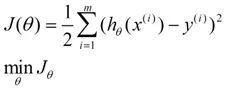 J(θ) = 1/2 ∑_{i=1}^{m} (h_θ(x^{(i)}) − y^{(i)})²
min_θ J_θ